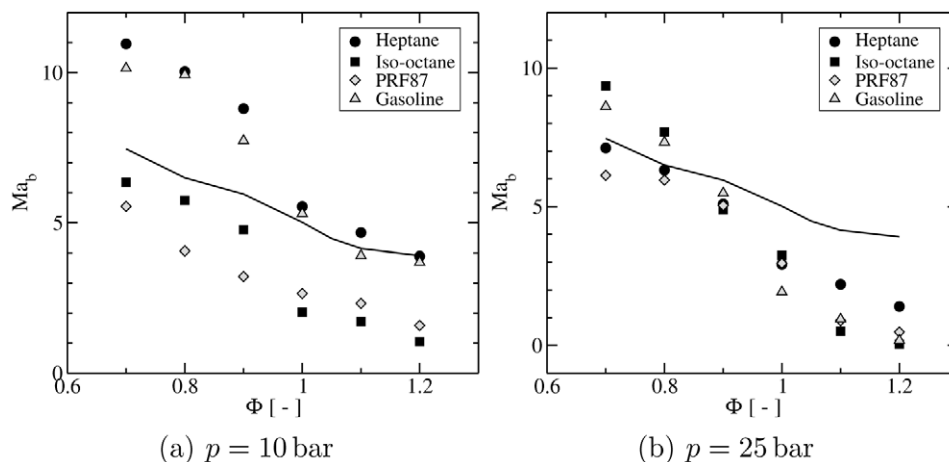 Heptane
Iso-octane
PRF87
Gasoline
10
5
0
Ma_b
0.6 0.8 1 1.2
Φ [ - ]
(a) p = 10 bar
Heptane
Iso-octane
PRF87
Gasoline
10
5
0
Ma_b
0.6 0.8 1 1.2
Φ [ - ]
(b) p = 25 bar